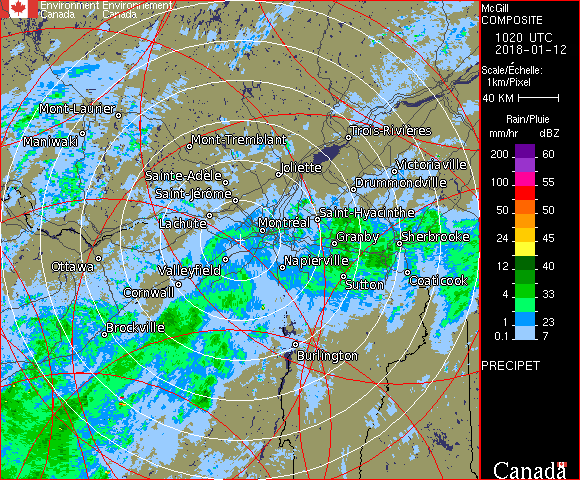 Environment Environnement
Canada Canada
McGill
COMPOSITE
1020 UTC
2018-01-12
Scale/Échelle:
1km/Pixel
40 KM
Rain/Pluie
mm/hr dBZ
200 60
100 55
50 50
24 45
12 40
4 33
1 23
0.1 7
PRECIPET
Canada
Mont-Laurier
Maniwaki
Mont-Tremblant
Trois-Rivières
Joliette
Victoriaville
Sainte-Adèle
Drummondville
Saint-Jérôme
Lachute
Saint-Hyacinthe
Montréal
Granby
Sherbrooke
Ottawa
Valleyfield
Napierville
Cornwall
Sutton
Coaticook
Brockville
Burlington